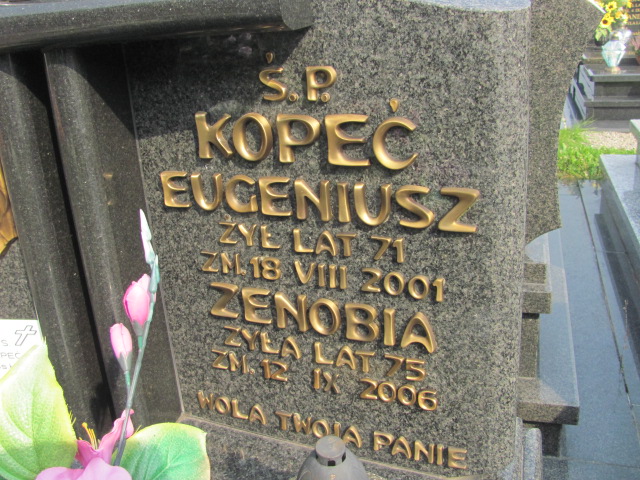 Ś.P.
KOPEĆ
EUGENIUSZ
ŻYŁ LAT 71
ZM. 18 VIII 2001
ZENOBIA
ŻYŁA LAT 75
ZM. 12 IX 2006
WOLA TWOJA PANIE